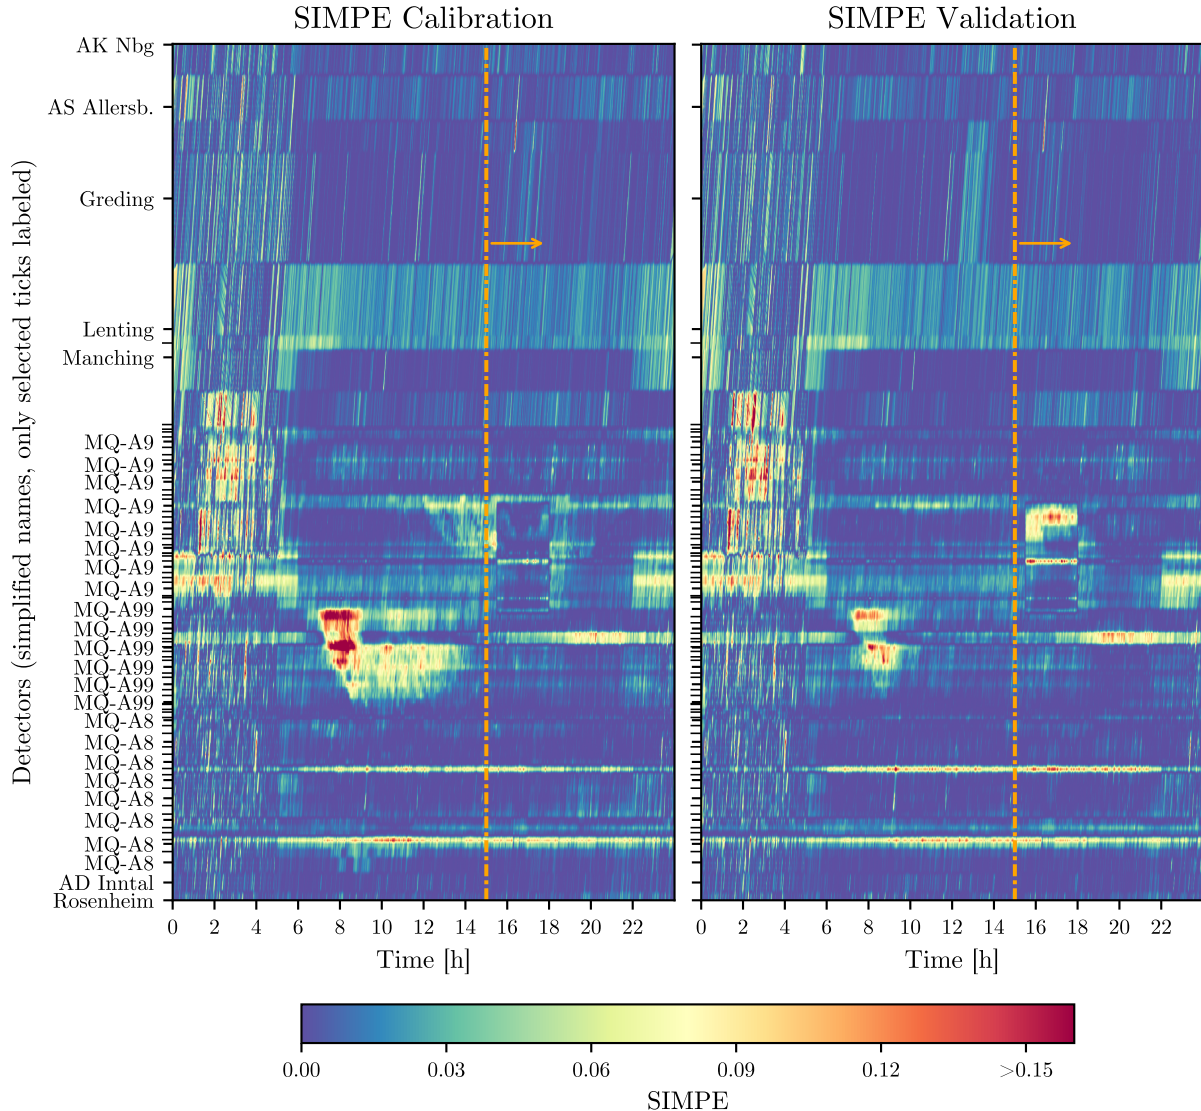 SIMPE Calibration
SIMPE Validation
Detectors (simplified names, only selected ticks labeled)
AK Nbg
AS Allersb.
Greding
Lenting
Manching
MQ-A9
MQ-A9
MQ-A9
MQ-A9
MQ-A9
MQ-A9
MQ-A9
MQ-A9
MQ-A99
MQ-A99
MQ-A99
MQ-A99
MQ-A99
MQ-A8
MQ-A8
MQ-A8
MQ-A8
MQ-A8
MQ-A8
MQ-A8
MQ-A8
AD Inntal
Rosenheim
0 2 4 6 8 10 12 14 16 18 20 22
0 2 4 6 8 10 12 14 16 18 20 22
Time [h]
Time [h]
0.00 0.03 0.06 0.09 0.12 >0.15
SIMPE